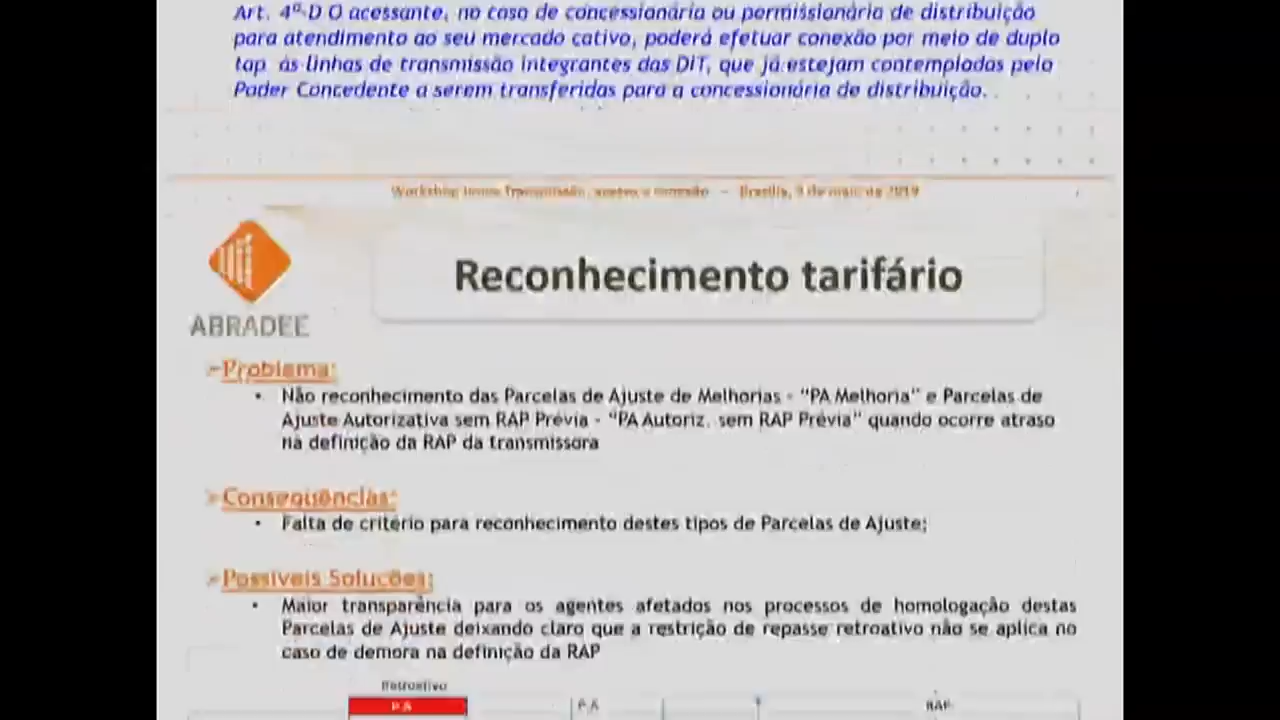 Art. 4º-D O acessante, no caso de concessionária ou permissionária de distribuição
para atendimento ao seu mercado cativo, poderá efetuar conexão por meio de duplo
tap às linhas de transmissão integrantes das DIT, que já estejam contempladas pelo
Poder Concedente a serem transferidas para a concessionária de distribuição.
Brasília, 9 de maio de 2019
Reconhecimento tarifário
ABRADEE
➢Problema:
• Não reconhecimento das Parcelas de Ajuste de Melhorias - "PA Melhoria" e Parcelas de
Ajuste Autorizativa sem RAP Prévia - "PA Autoriz. sem RAP Prévia" quando ocorre atraso
na definição da RAP da transmissora
➢Conseqüências:
• Falta de critério para reconhecimento destes tipos de Parcelas de Ajuste;
➢Possíveis Soluções:
• Maior transparência para os agentes afetados nos processos de homologação destas
Parcelas de Ajuste deixando claro que a restrição de repasse retroativo não se aplica no
caso de demora na definição da RAP
Retroativo
PA PA RAP